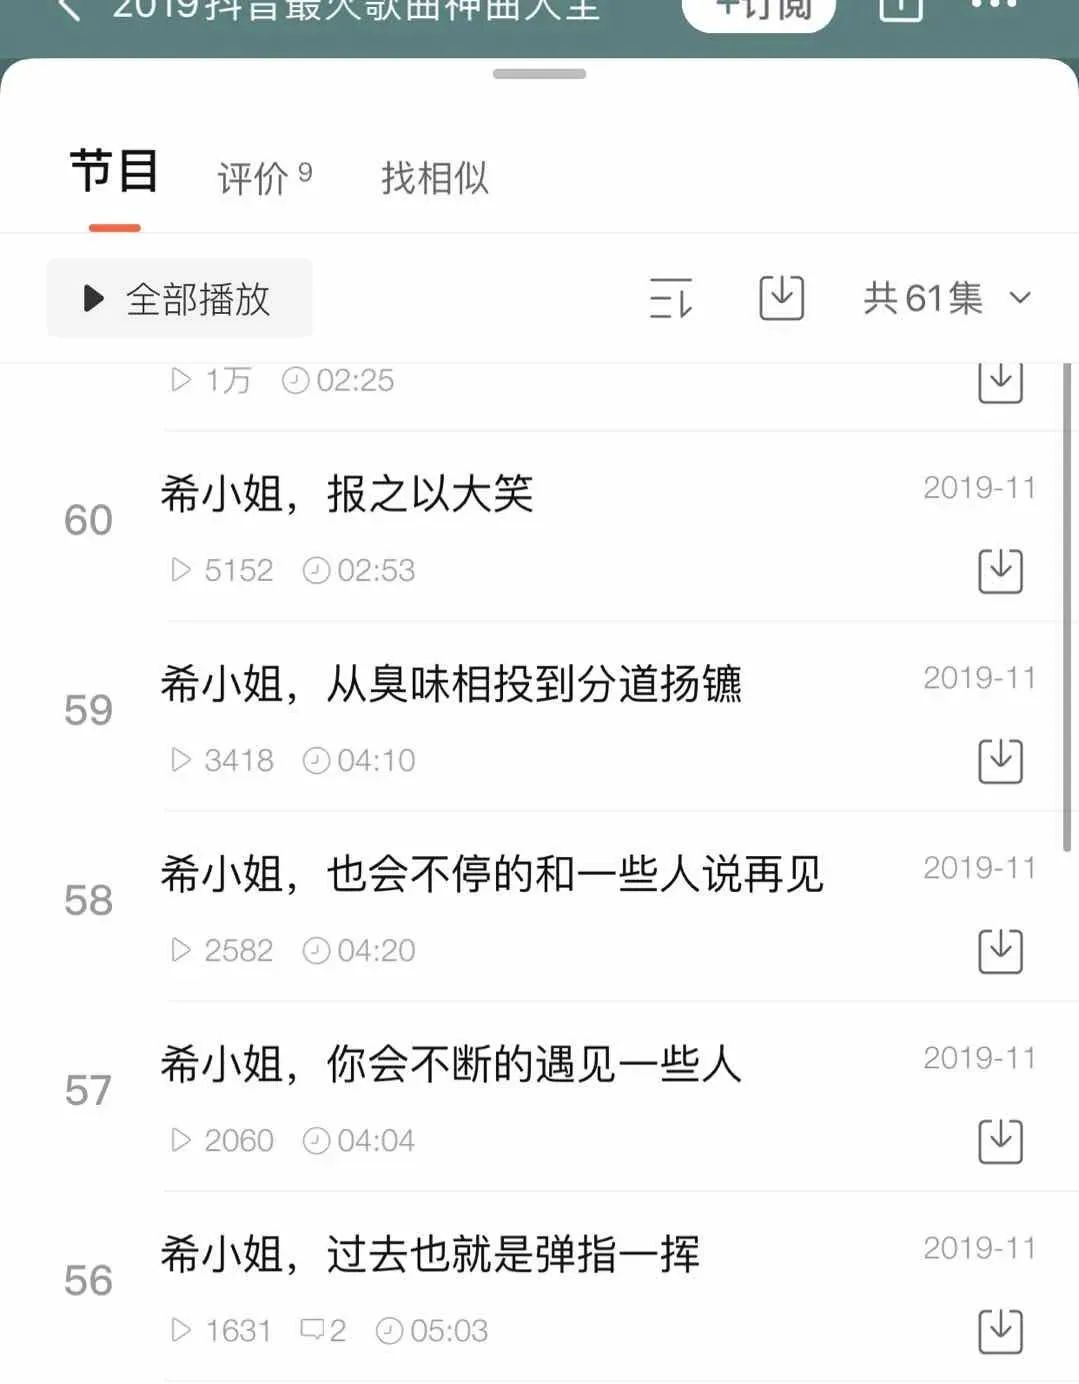 2019抖音最火歌曲神曲大全
+订阅
节目 评价 9 找相似
全部播放 共61集
1万 02:25
60 希小姐，报之以大笑 2019-11
5152 02:53
59 希小姐，从臭味相投到分道扬镳 2019-11
3418 04:10
58 希小姐，也会不停的和一些人说再见 2019-11
2582 04:20
57 希小姐，你会不断的遇见一些人 2019-11
2060 04:04
56 希小姐，过去也就是弹指一挥 2019-11
1631 2 05:03